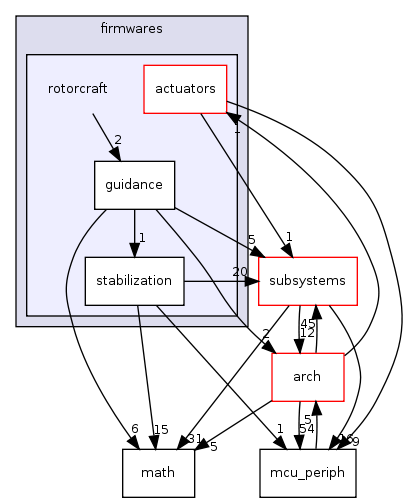 firmwares
rotorcraft
actuators
2
1
guidance
1
5
1
stabilization
20
subsystems
2
45
12
arch
6
15
31
5
1
5
54
9
math
mcu_periph